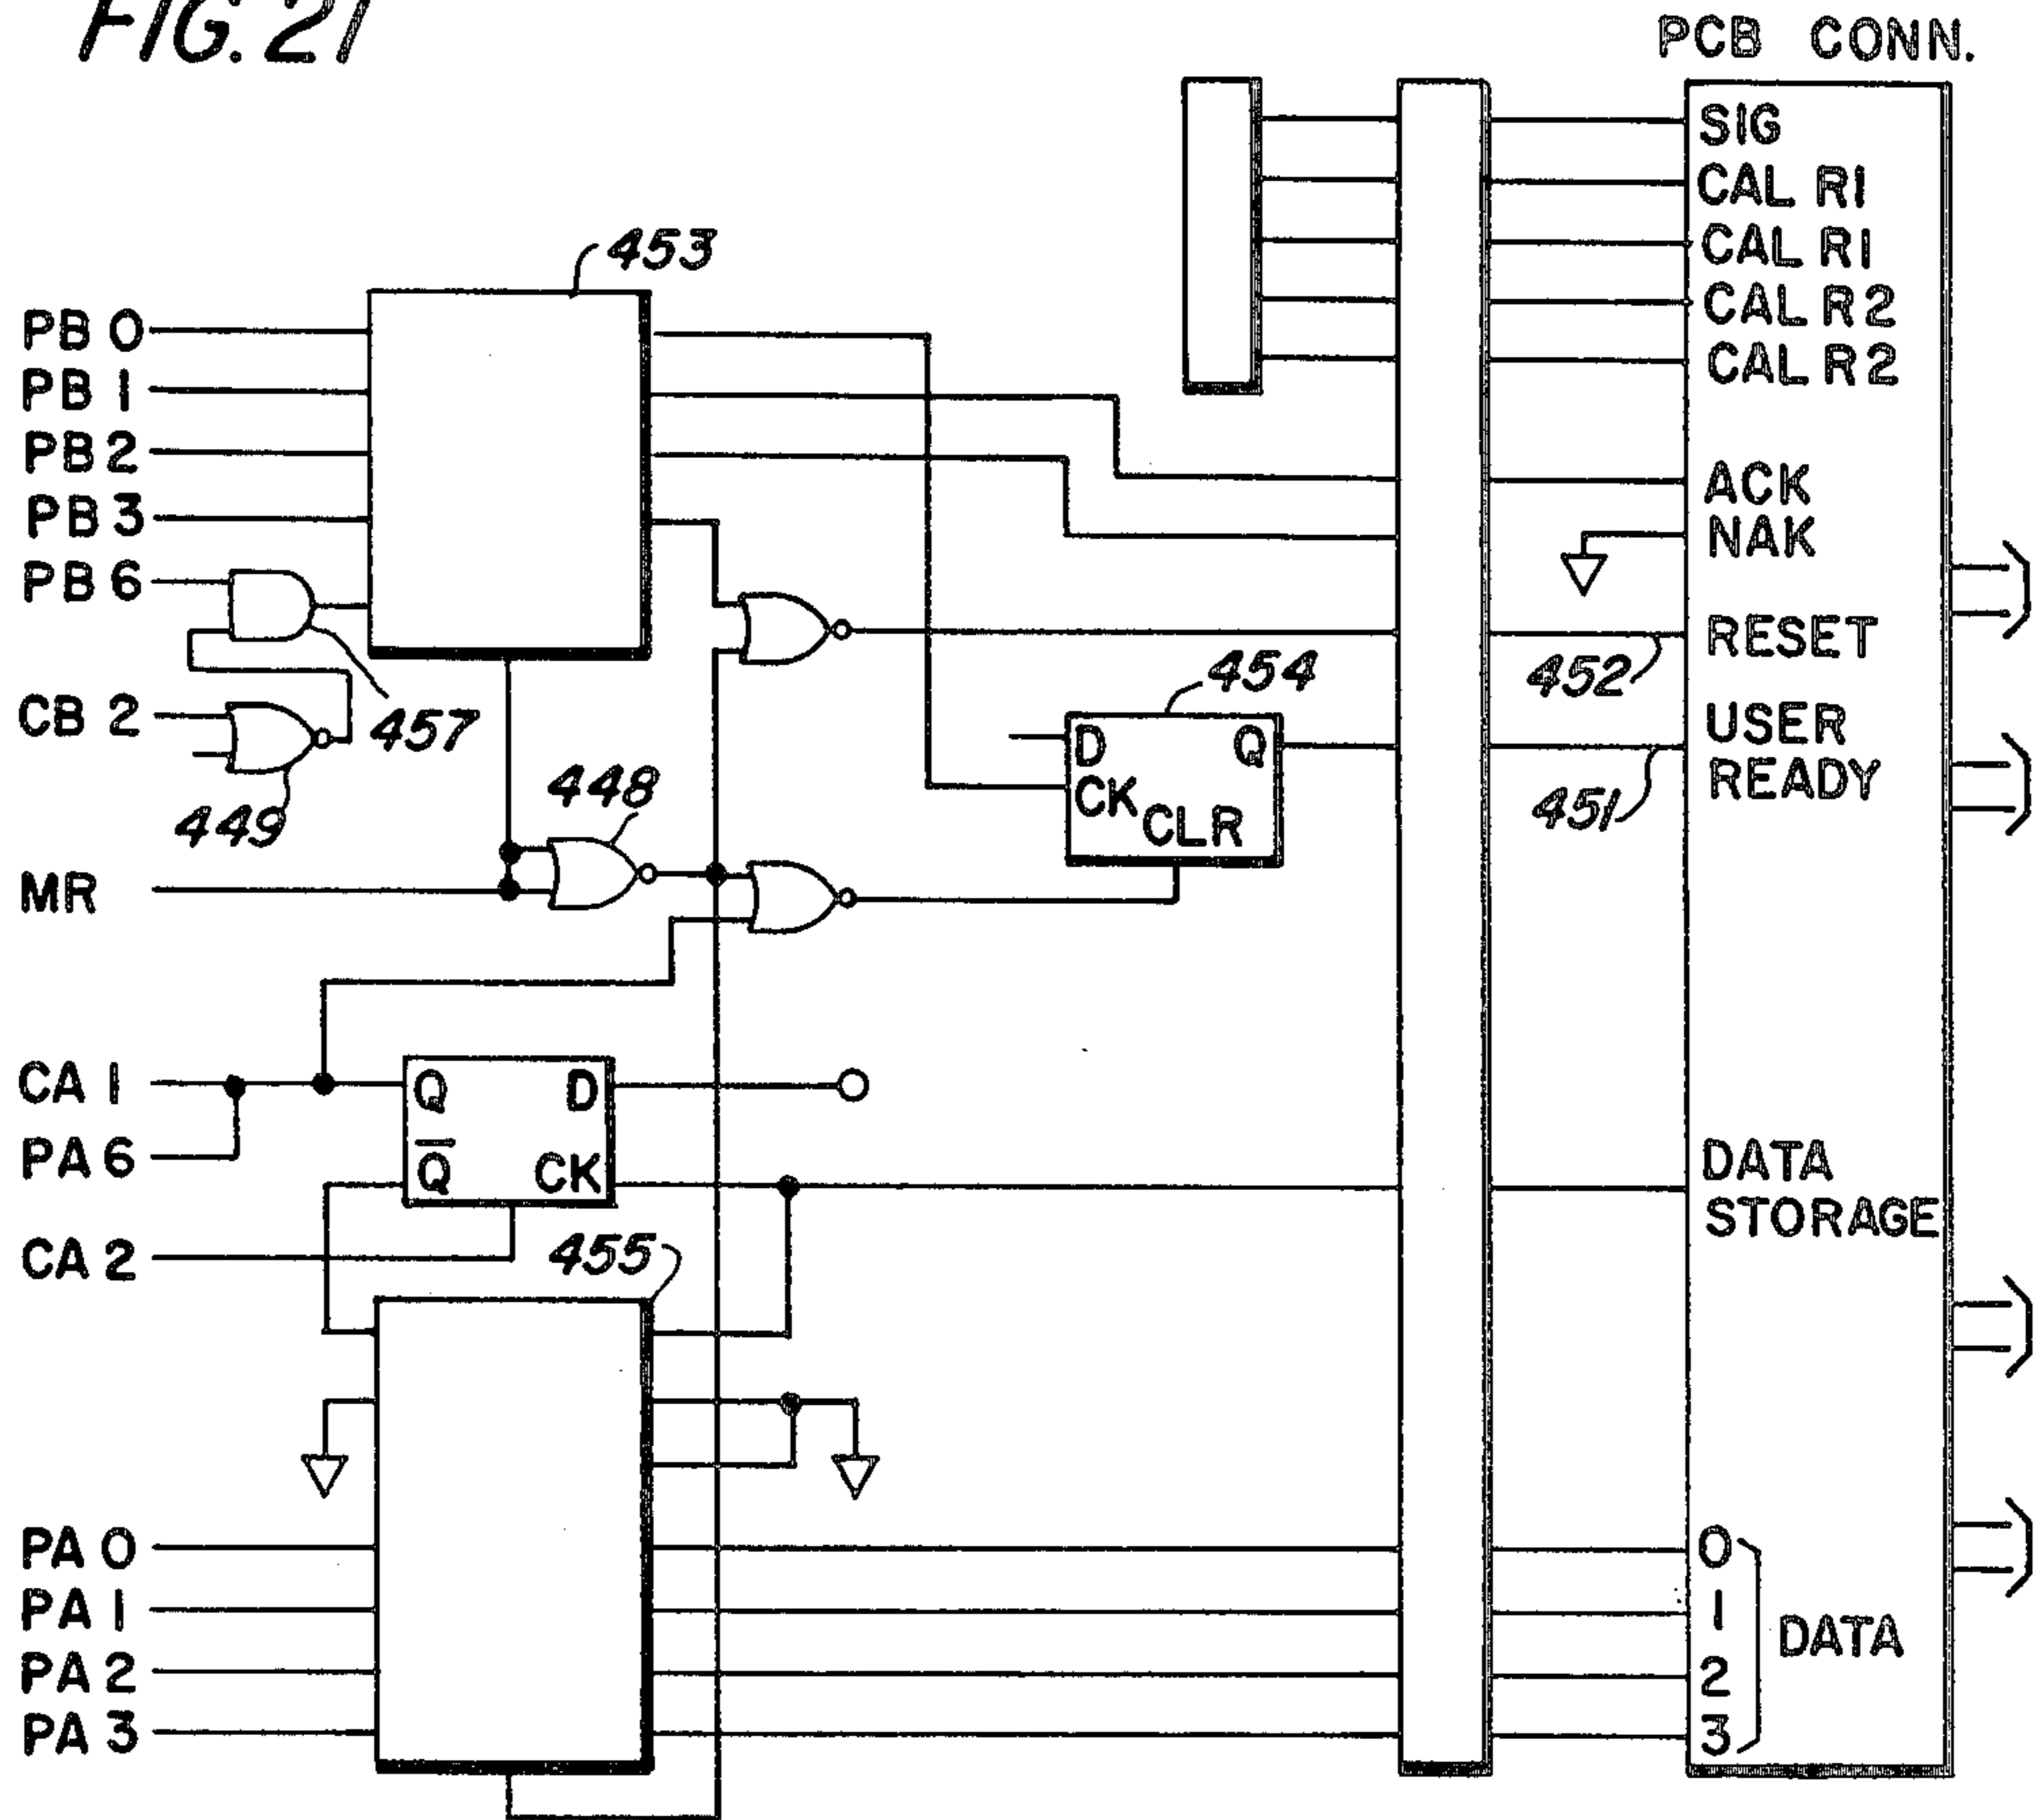 FIG. 21
PCB CONN.
SIG
CAL R1
CAL R1
CAL R2
CAL R2
ACK
NAK
RESET
USER
READY
DATA
STORAGE
0
1
2
3
DATA
453
PB 0
PB 1
PB 2
PB 3
PB 6
457
CB 2
449
448
MR
454
D Q
CK
CLR
452
451
CA 1
PA 6
Q D
Q̅ CK
CA 2
455
PA 0
PA 1
PA 2
PA 3